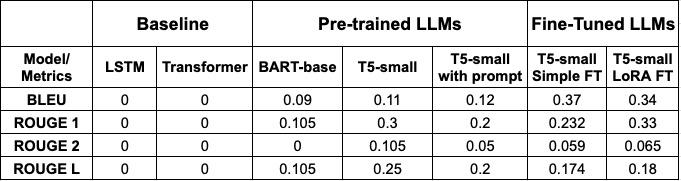 Baseline Pre-trained LLMs Fine-Tuned LLMs
Model/Metrics LSTM Transformer BART-base T5-small T5-small with prompt T5-small Simple FT T5-small LoRA FT
BLEU 0 0 0.09 0.11 0.12 0.37 0.34
ROUGE 1 0 0 0.105 0.3 0.2 0.232 0.33
ROUGE 2 0 0 0 0.105 0.05 0.059 0.065
ROUGE L 0 0 0.105 0.25 0.2 0.174 0.18